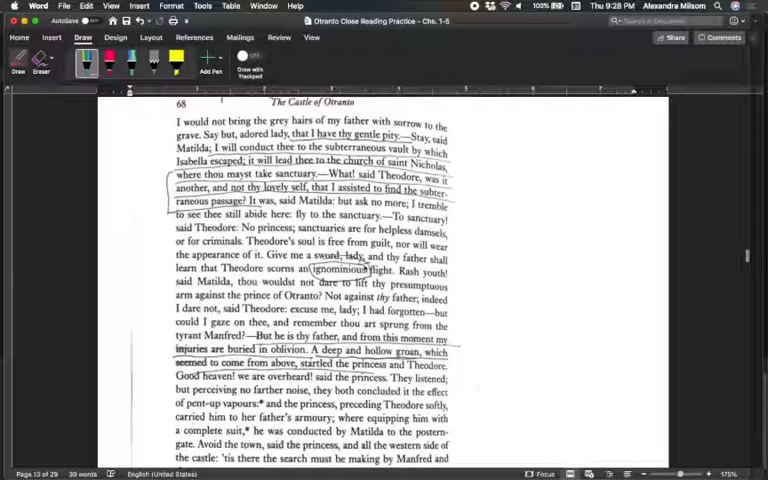 Word File Edit View Insert Format Tools Table Window Help 100% Thu 9:28 PM Alexandra Milsom
AutoSave OFF Otranto Close Reading Practice - Chs. 1-5 Search in Document
Home Insert Draw Design Layout References Mailings Review View Share Comments
Draw Eraser Add Pen OFF Draw with Trackpad
68 The Castle of Otranto
I would not bring the grey hairs of my father with sorrow to the
grave. Say but, adored lady, that I have thy gentle pity.—Stay, said
Matilda; I will conduct thee to the subterraneous vault by which
Isabella escaped; it will lead thee to the church of saint Nicholas,
where thou mayst take sanctuary.—What! said Theodore, was it
another, and not thy lovely self, that I assisted to find the subter-
raneous passage? It was, said Matilda: but ask no more; I tremble
to see thee still abide here: fly to the sanctuary.—To sanctuary!
said Theodore: No princess; sanctuaries are for helpless damsels,
or for criminals. Theodore's soul is free from guilt, nor will wear
the appearance of it. Give me a sword, lady, and thy father shall
learn that Theodore scorns an ignominious flight. Rash youth!
said Matilda, thou wouldst not dare to lift thy presumptuous
arm against the prince of Otranto? Not against thy father; indeed
I dare not, said Theodore: excuse me, lady; I had forgotten—but
could I gaze on thee, and remember thou art sprung from the
tyrant Manfred?—But he is thy father, and from this moment my
injuries are buried in oblivion. A deep and hollow groan, which
seemed to come from above, startled the princess and Theodore.
Good heaven! we are overheard! said the princess. They listened;
but perceiving no farther noise, they both concluded it the effect
of pent-up vapours:* and the princess, preceding Theodore softly,
carried him to her father's armoury; where equipping him with
a complete suit,* he was conducted by Matilda to the postern-
gate. Avoid the town, said the princess, and all the western side of
the castle: 'tis there the search must be making by Manfred and
Page 13 of 29 30 words English (United States) Focus 175%